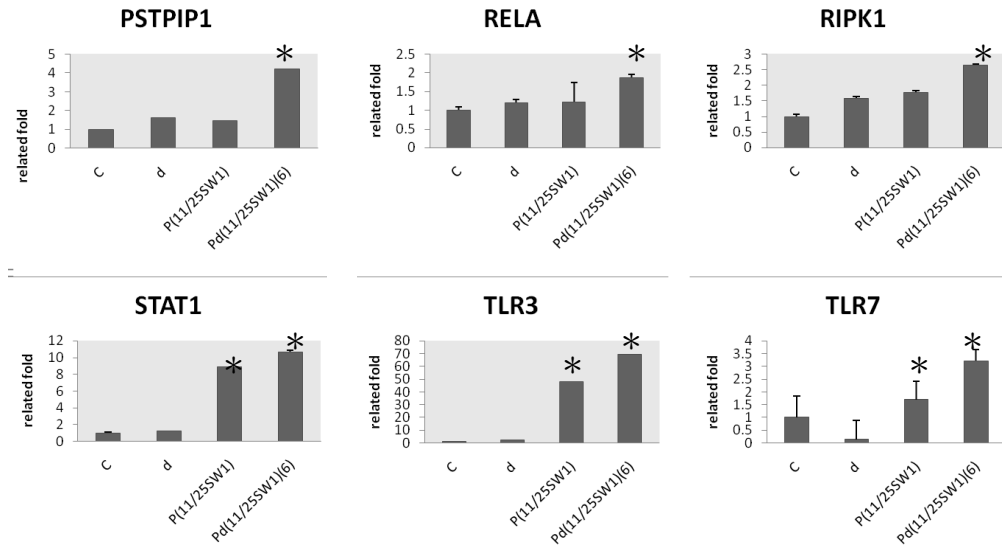 PSTPIP1
RELA
RIPK1
related fold
5
4
3
2
1
0
C
d
P(11/25SW1)
Pd(11/25SW1)(6)
*
related fold
2.5
2
1.5
1
0.5
0
C
d
P(11/25SW1)
Pd(11/25SW1)(6)
*
related fold
3
2.5
2
1.5
1
0.5
0
C
d
P(11/25SW1)
Pd(11/25SW1)(6)
*
STAT1
TLR3
TLR7
related fold
12
10
8
6
4
2
0
C
d
P(11/25SW1)
Pd(11/25SW1)(6)
*
*
related fold
80
70
60
50
40
30
20
10
0
C
d
P(11/25SW1)
Pd(11/25SW1)(6)
*
*
related fold
4
3.5
3
2.5
2
1.5
1
0.5
0
C
d
P(11/25SW1)
Pd(11/25SW1)(6)
*
*